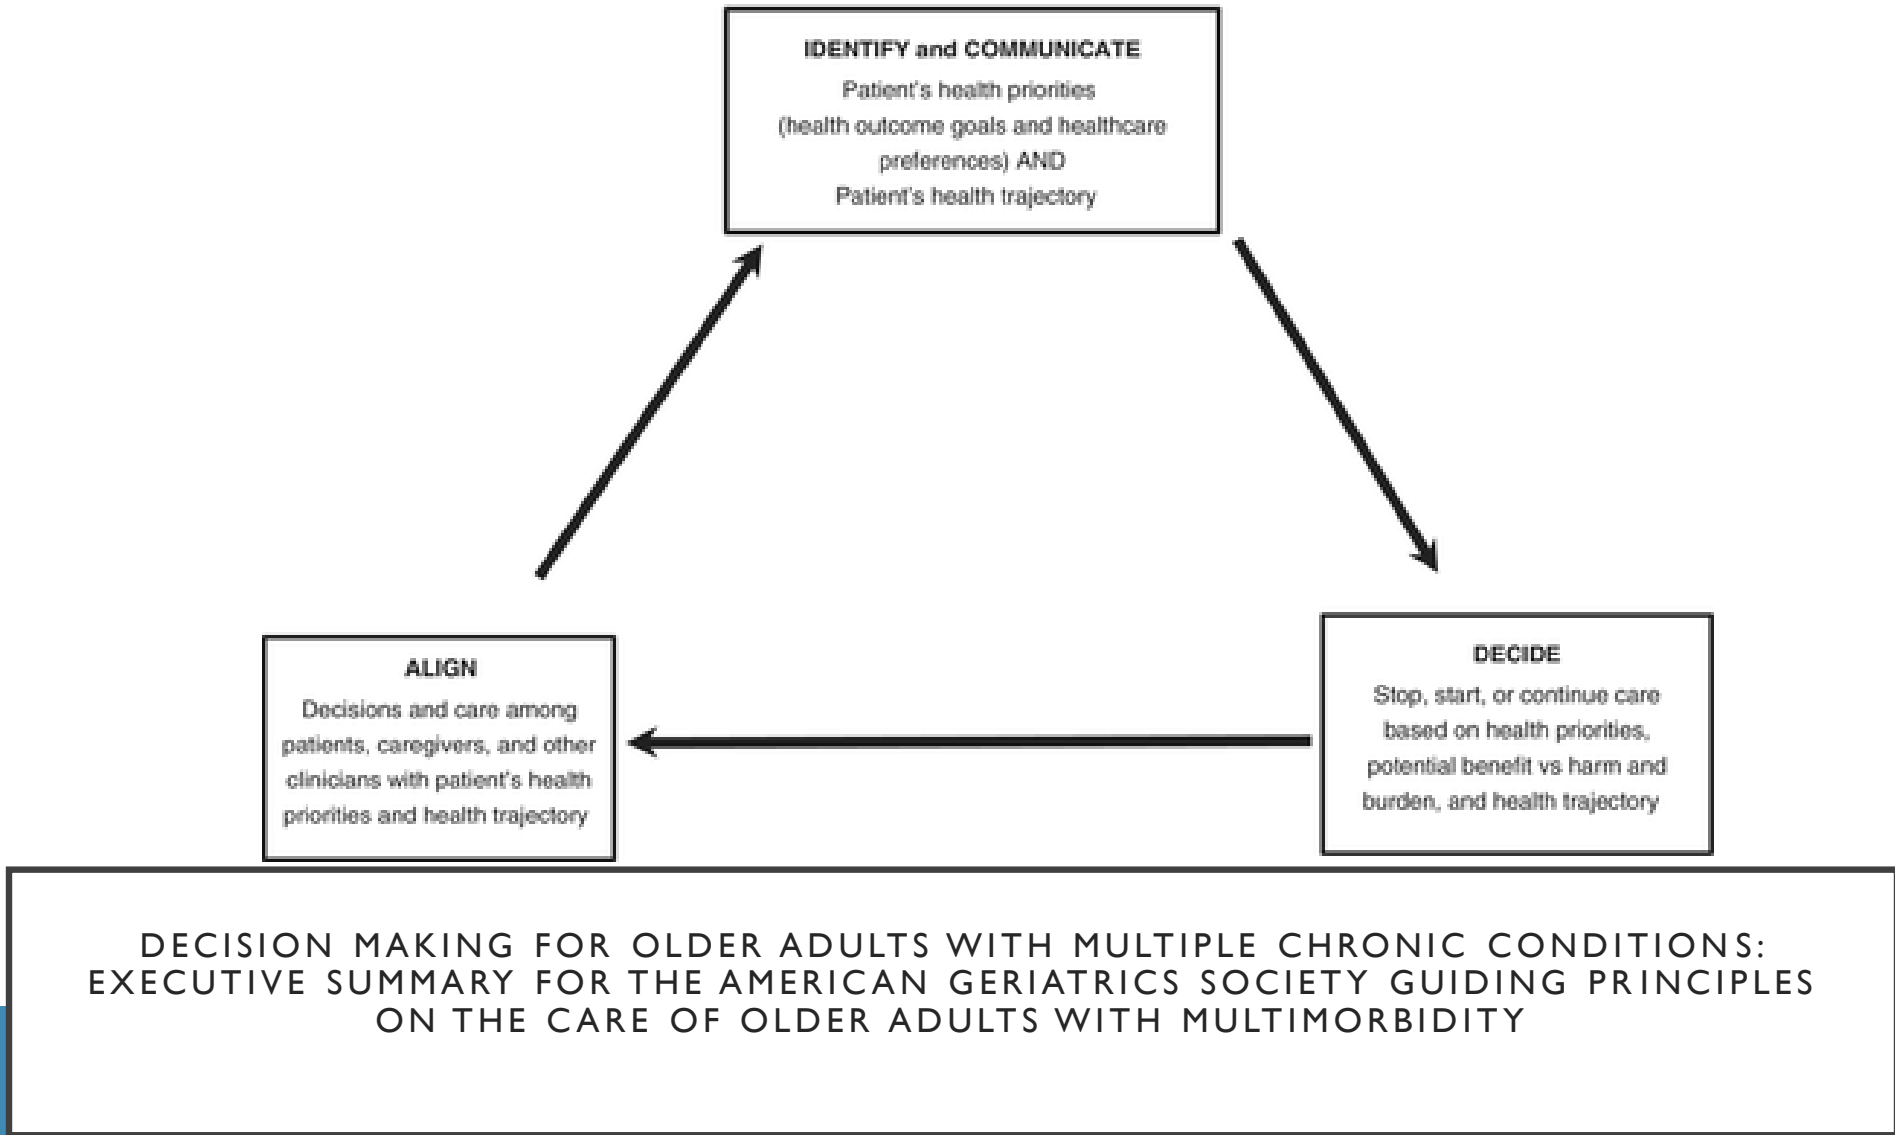 IDENTIFY and COMMUNICATE
Patient's health priorities
(health outcome goals and healthcare
preferences) AND
Patient's health trajectory
ALIGN
Decisions and care among
patients, caregivers, and other
clinicians with patient's health
priorities and health trajectory
DECIDE
Stop, start, or continue care
based on health priorities,
potential benefit vs harm and
burden, and health trajectory
DECISION MAKING FOR OLDER ADULTS WITH MULTIPLE CHRONIC CONDITIONS:
EXECUTIVE SUMMARY FOR THE AMERICAN GERIATRICS SOCIETY GUIDING PRINCIPLES
ON THE CARE OF OLDER ADULTS WITH MULTIMORBIDITY